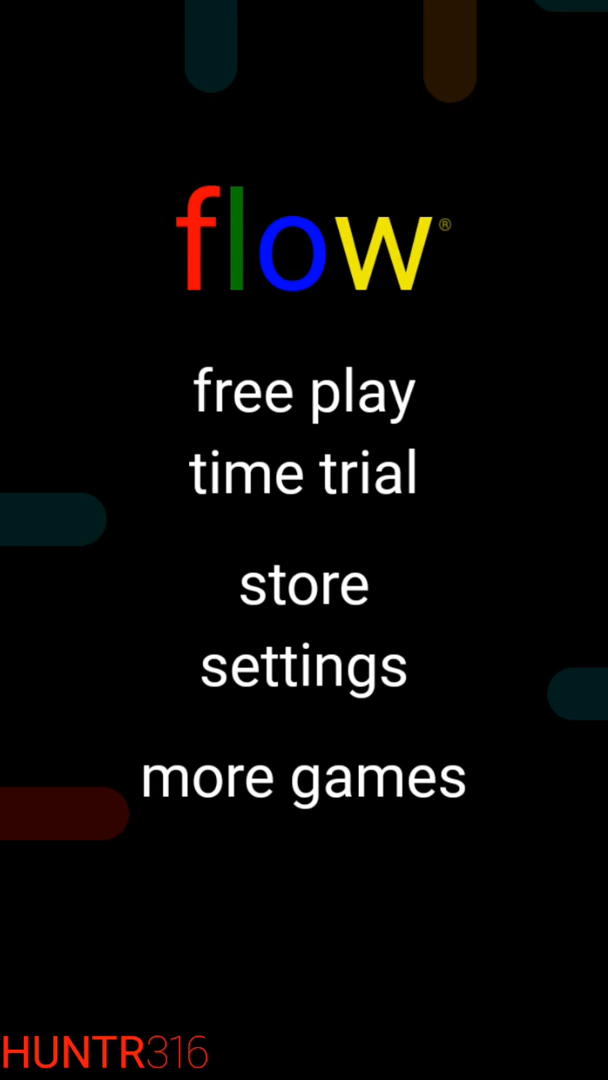 flow®
free play
time trial
store
settings
more games
HUNTR316